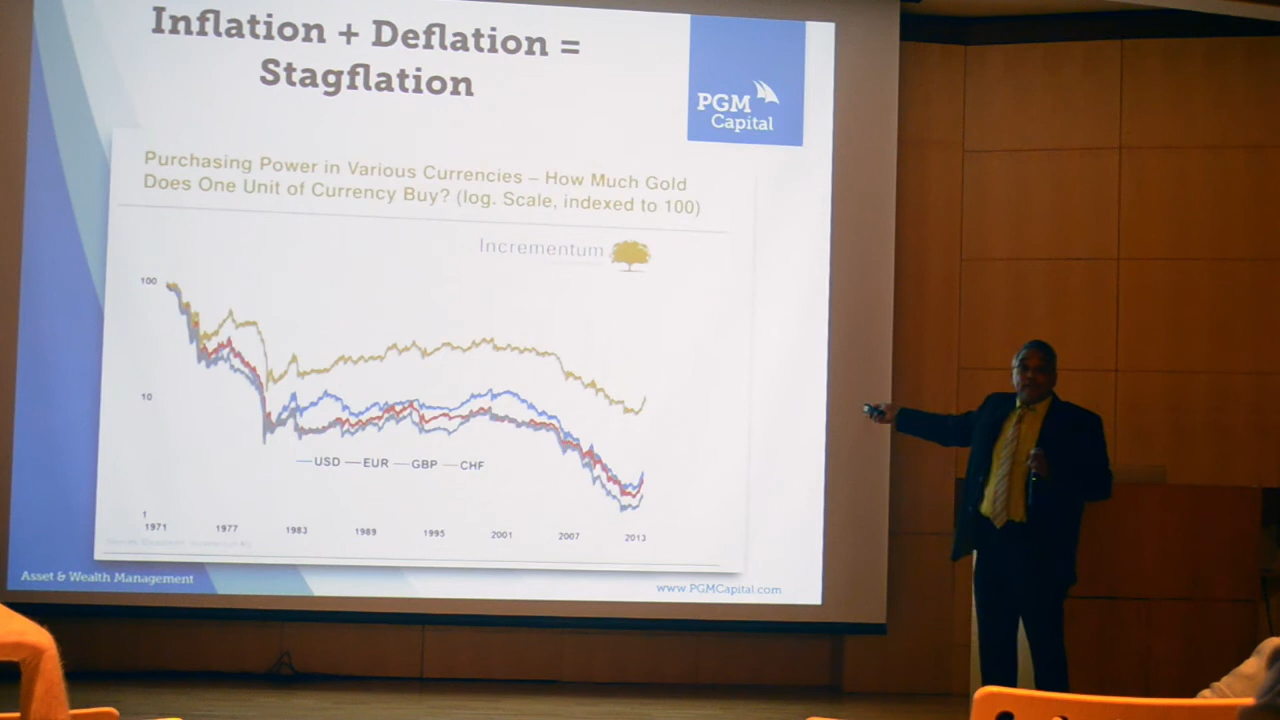 Inflation + Deflation =
Stagflation
PGM
Capital
Purchasing Power in Various Currencies – How Much Gold
Does One Unit of Currency Buy? (log. Scale, indexed to 100)
Incrementum
100
10
USD EUR GBP CHF
1
1971 1977 1983 1989 1995 2001 2007 2013
Asset & Wealth Management
www.PGMCapital.com